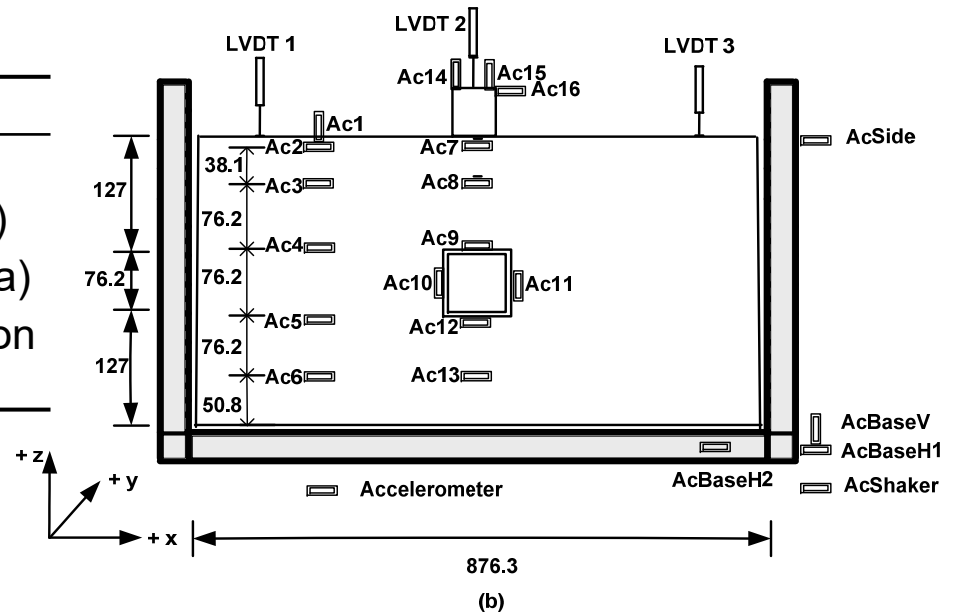 LVDT 1
LVDT 2
LVDT 3
Ac14
Ac15
Ac16
Ac1
Ac2
Ac7
AcSide
38.1
Ac3
Ac8
127
)
76.2
Ac4
Ac9
a)
76.2
76.2
Ac10
Ac11
on
Ac5
Ac12
76.2
127
Ac6
Ac13
50.8
AcBaseV
+ z
AcBaseH1
+ y
AcBaseH2
Accelerometer
AcShaker
+ x
876.3
(b)